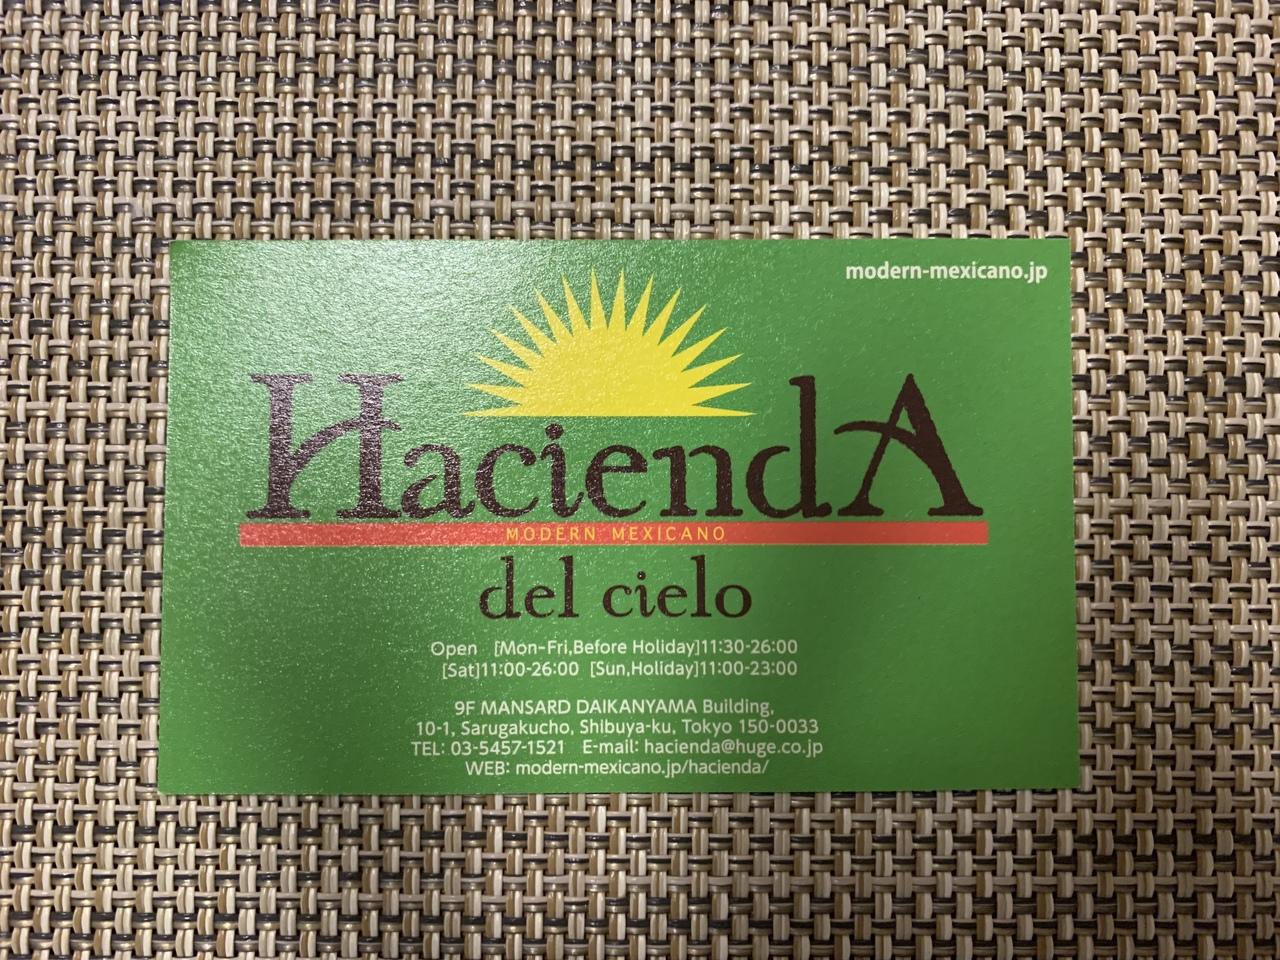 modern-mexicano.jp
HaciendA
MODERN MEXICANO
del cielo
Open [Mon-Fri,Before Holiday]11:30-26:00
[Sat]11:00-26:00 [Sun,Holiday]11:00-23:00
9F MANSARD DAIKANYAMA Building,
10-1, Sarugakucho, Shibuya-ku, Tokyo 150-0033
TEL: 03-5457-1521 E-mail: hacienda@huge.co.jp
WEB: modern-mexicano.jp/hacienda/